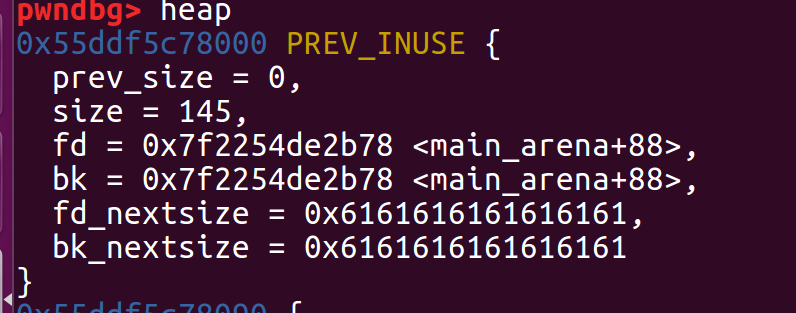 pwndbg> heap
0x55ddf5c78000 PREV_INUSE {
prev_size = 0,
size = 145,
fd = 0x7f2254de2b78 <main_arena+88>,
bk = 0x7f2254de2b78 <main_arena+88>,
fd_nextsize = 0x6161616161616161,
bk_nextsize = 0x6161616161616161
}
0x55ddf5c78090 {